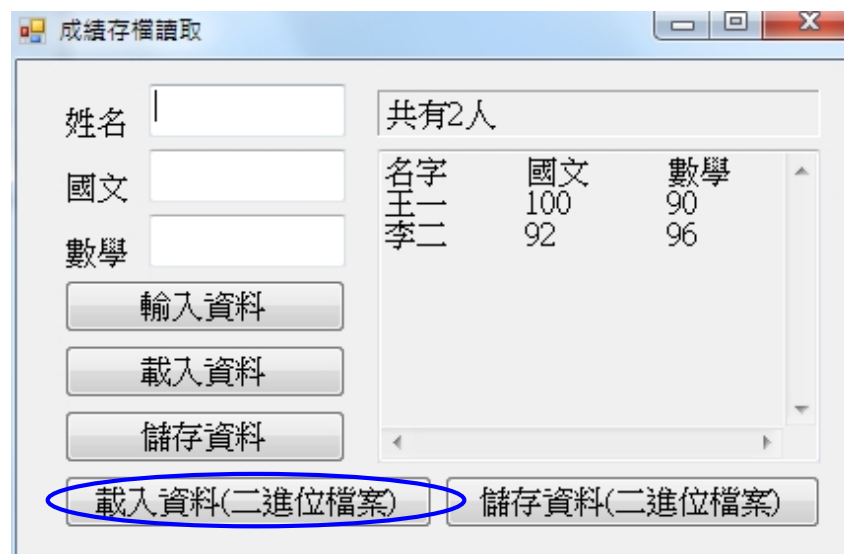 成績存檔讀取
姓名
國文
數學
輸入資料
載入資料
儲存資料
共有2人
名字 國文 數學
王一 100 90
李二 92 96
載入資料(二進位檔案) 儲存資料(二進位檔案)